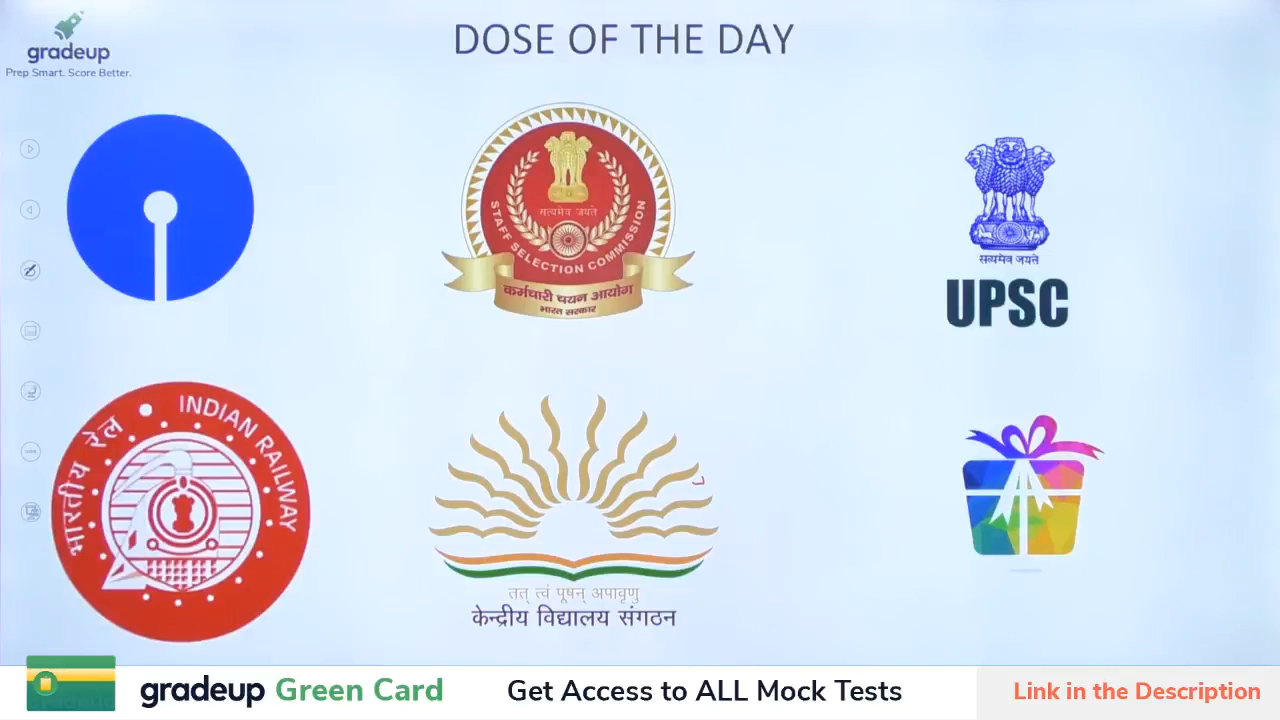 gradeup
Prep Smart. Score Better.
DOSE OF THE DAY
सत्यमेव जयते
STAFF SELECTION COMMISSION
कर्मचारी चयन आयोग
भारत सरकार
सत्यमेव जयते
UPSC
भारतीय रेल
INDIAN RAILWAY
तत् त्वं पूषन् अपावृणु
केन्द्रीय विद्यालय संगठन
gradeup Green Card
Get Access to ALL Mock Tests
Link in the Description